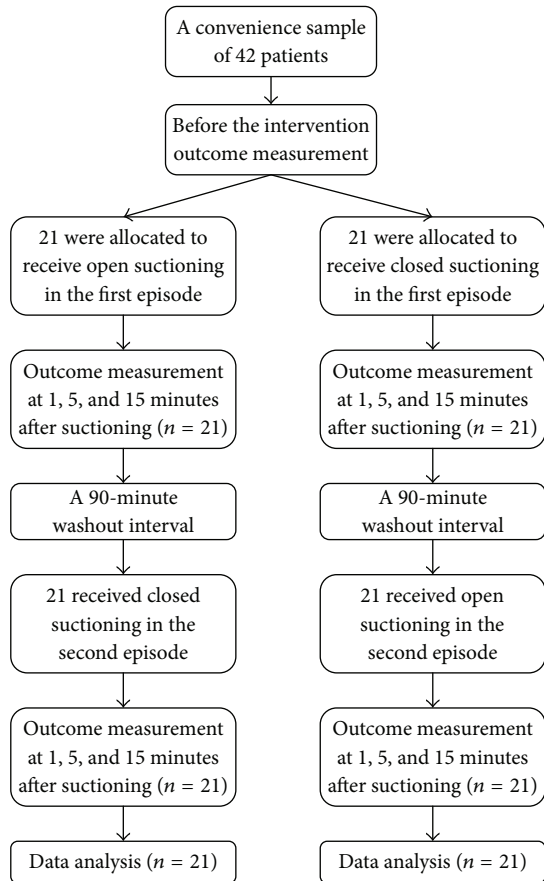 A convenience sample
of 42 patients
Before the intervention
outcome measurement
21 were allocated to
receive open suctioning
in the first episode
21 were allocated to
receive closed suctioning
in the first episode
Outcome measurement
at 1, 5, and 15 minutes
after suctioning (n = 21)
Outcome measurement
at 1, 5, and 15 minutes
after suctioning (n = 21)
A 90-minute
washout interval
A 90-minute
washout interval
21 received closed
suctioning in the
second episode
21 received open
suctioning in the
second episode
Outcome measurement
at 1, 5, and 15 minutes
after suctioning (n = 21)
Outcome measurement
at 1, 5, and 15 minutes
after suctioning (n = 21)
Data analysis (n = 21)
Data analysis (n = 21)